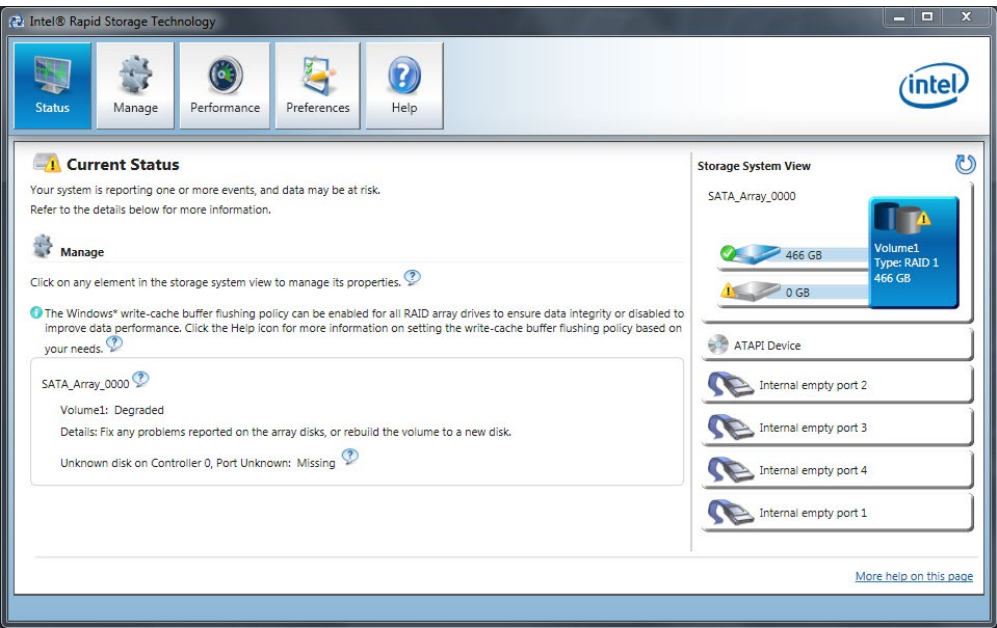 Intel® Rapid Storage Technology
Status
Manage
Performance
Preferences
Help
intel
Current Status
Your system is reporting one or more events, and data may be at risk.
Refer to the details below for more information.
Manage
Click on any element in the storage system view to manage its properties.
The Windows* write-cache buffer flushing policy can be enabled for all RAID array drives to ensure data integrity or disabled to
improve data performance. Click the Help icon for more information on setting the write-cache buffer flushing policy based on
your needs.
SATA_Array_0000
Volume1: Degraded
Details: Fix any problems reported on the array disks, or rebuild the volume to a new disk.
Unknown disk on Controller 0, Port Unknown: Missing
Storage System View
SATA_Array_0000
466 GB
0 GB
Volume1
Type: RAID 1
466 GB
ATAPI Device
Internal empty port 2
Internal empty port 3
Internal empty port 4
Internal empty port 1
More help on this page